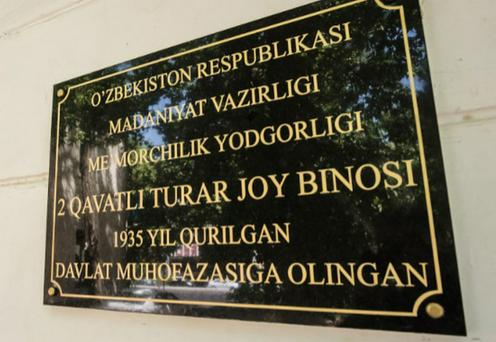 O'ZBEKISTON RESPUBLIKASI
MADANIYAT VAZIRLIGI
ME'MORCHILIK YODGORLIGI
2 QAVATLI TURAR JOY BINOSI
1935 YIL QURILGAN
DAVLAT MUHOFAZASIGA OLINGAN